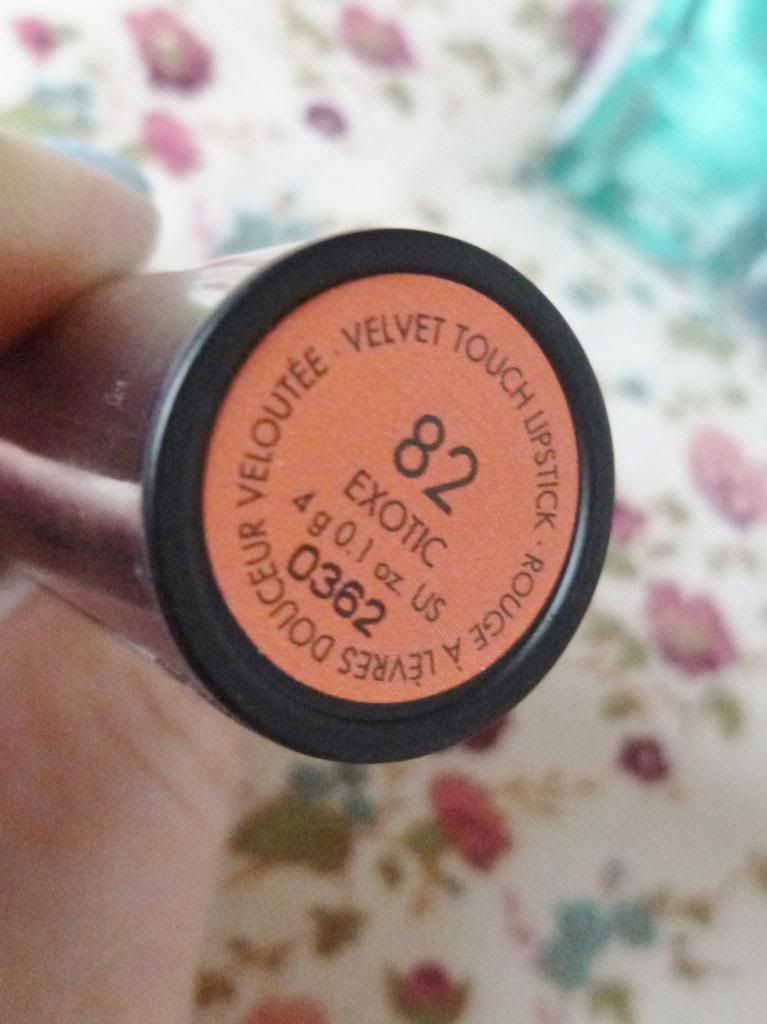 VELVET TOUCH LIPSTICK · ROUGE À LÈVRES DOUCEUR VELOUTÉE ·
82
EXOTIC
4 g 0.1 oz. US
0362